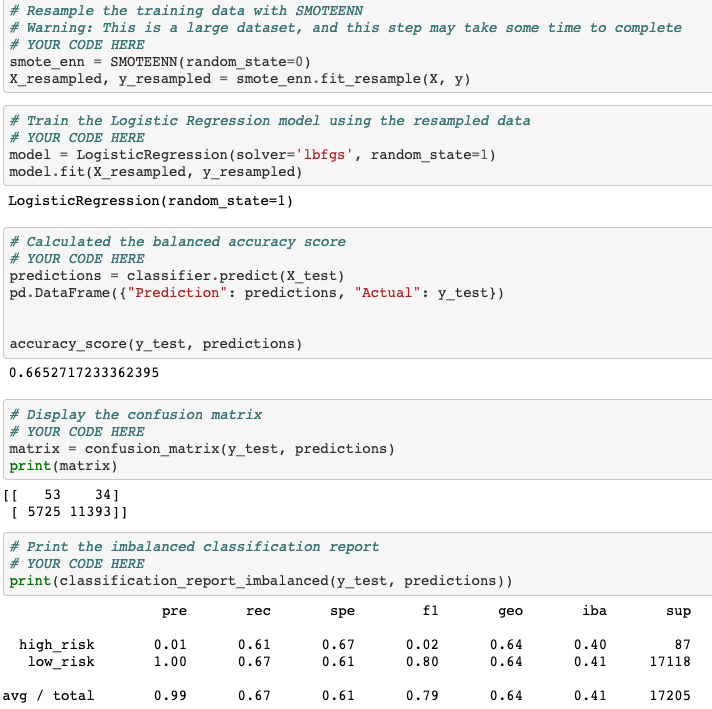 # Resample the training data with SMOTEENN
# Warning: This is a large dataset, and this step may take some time to complete
# YOUR CODE HERE
smote_enn = SMOTEENN(random_state=0)
X_resampled, y_resampled = smote_enn.fit_resample(X, y)
# Train the Logistic Regression model using the resampled data
# YOUR CODE HERE
model = LogisticRegression(solver='lbfgs', random_state=1)
model.fit(X_resampled, y_resampled)
LogisticRegression(random_state=1)
# Calculated the balanced accuracy score
# YOUR CODE HERE
predictions = classifier.predict(X_test)
pd.DataFrame({"Prediction": predictions, "Actual": y_test})
accuracy_score(y_test, predictions)
0.6652717233362395
# Display the confusion matrix
# YOUR CODE HERE
matrix = confusion_matrix(y_test, predictions)
print(matrix)
[[   53    34]
 [ 5725 11393]]
# Print the imbalanced classification report
# YOUR CODE HERE
print(classification_report_imbalanced(y_test, predictions))
pre rec spe f1 geo iba sup
high_risk 0.01 0.61 0.67 0.02 0.64 0.40 87
low_risk 1.00 0.67 0.61 0.80 0.64 0.41 17118
avg / total 0.99 0.67 0.61 0.79 0.64 0.41 17205